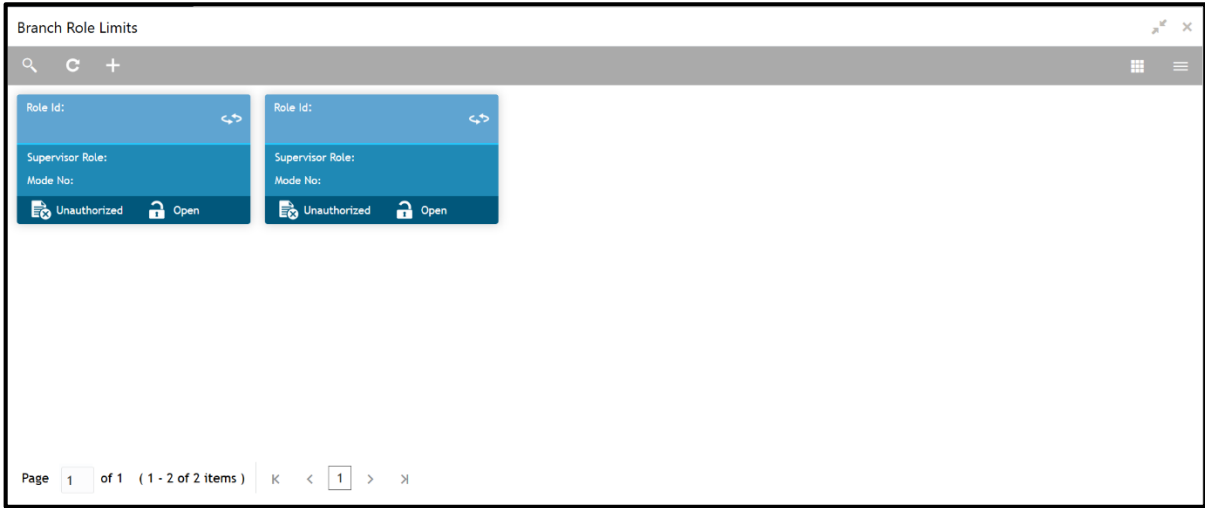 Branch Role Limits
Role Id: Role Id:
Supervisor Role: Supervisor Role:
Mode No: Mode No:
Unauthorized Open Unauthorized Open
Page 1 of 1 ( 1 - 2 of 2 items ) 1